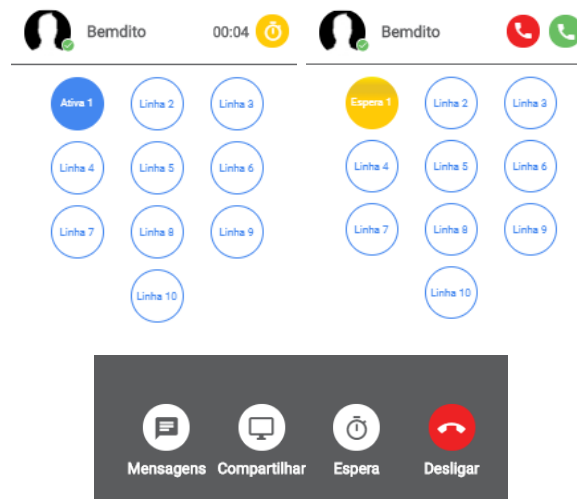 Bemdito 00:04
Ativa 1 Linha 2 Linha 3
Linha 4 Linha 5 Linha 6
Linha 7 Linha 8 Linha 9
Linha 10
Bemdito
Espera 1 Linha 2 Linha 3
Linha 4 Linha 5 Linha 6
Linha 7 Linha 8 Linha 9
Linha 10
Mensagens Compartilhar Espera Desligar